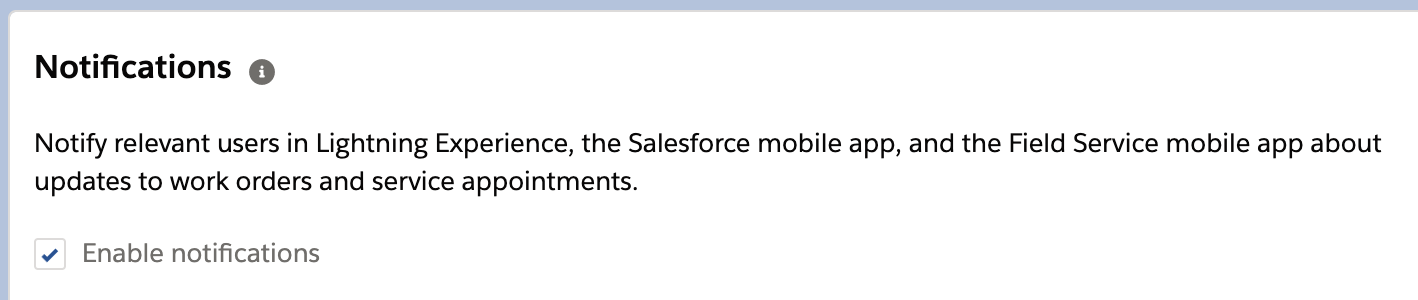 Notifications
Notify relevant users in Lightning Experience, the Salesforce mobile app, and the Field Service mobile app about
updates to work orders and service appointments.
Enable notifications